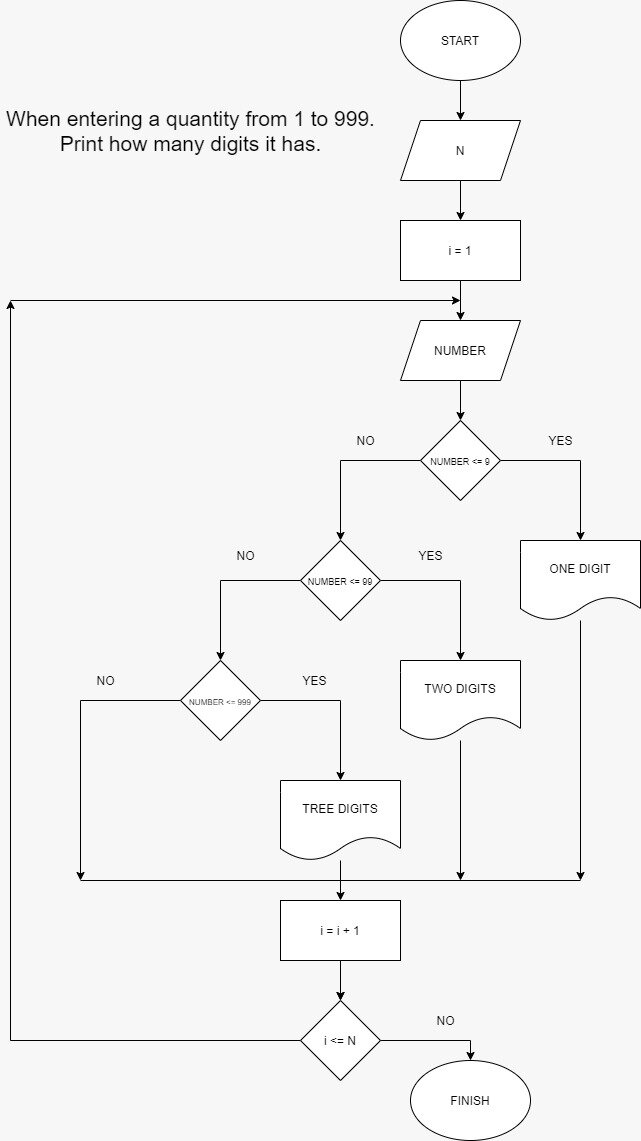 START
When entering a quantity from 1 to 999.
Print how many digits it has.
N
i = 1
NUMBER
NO
YES
NUMBER <= 9
NO
YES
ONE DIGIT
NUMBER <= 99
NO
YES
TWO DIGITS
NUMBER <= 999
TREE DIGITS
i = i + 1
NO
i <= N
FINISH